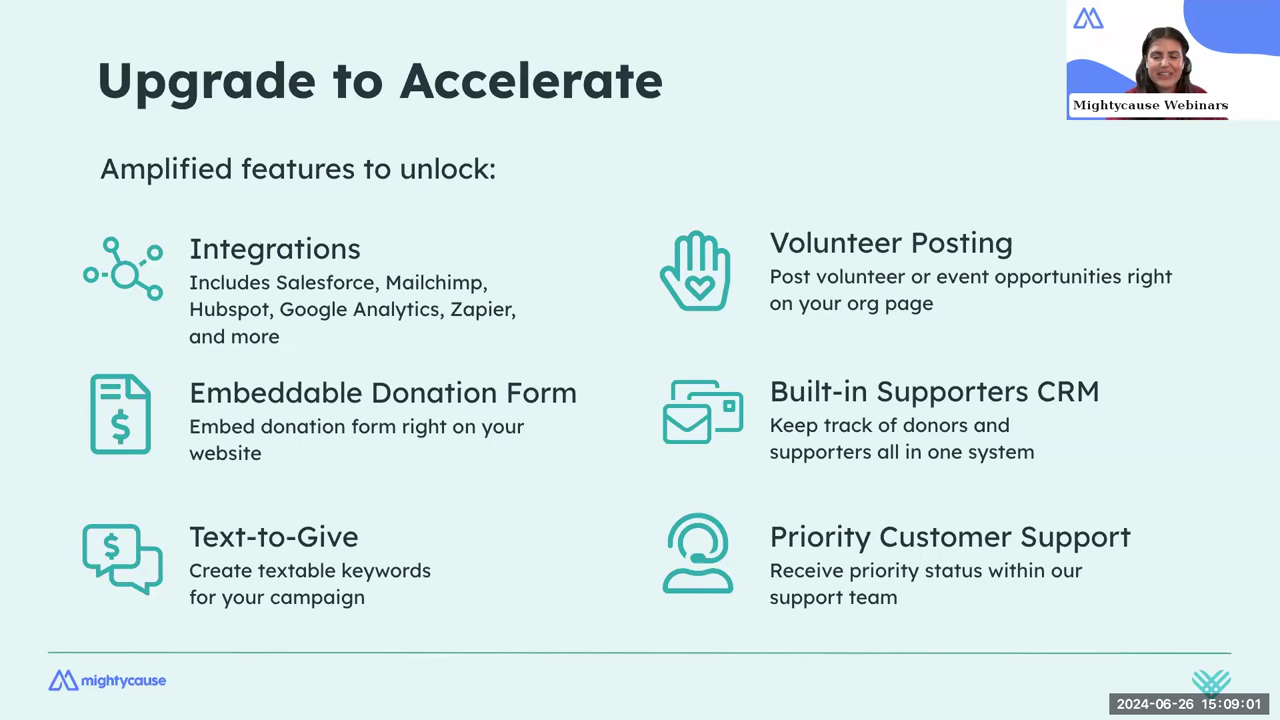 Upgrade to Accelerate
Mightycause Webinars
Amplified features to unlock:
Integrations
Includes Salesforce, Mailchimp,
Hubspot, Google Analytics, Zapier,
and more
Volunteer Posting
Post volunteer or event opportunities right
on your org page
$
Embeddable Donation Form
Embed donation form right on your
website
Built-in Supporters CRM
Keep track of donors and
supporters all in one system
$
Text-to-Give
Create textable keywords
for your campaign
Priority Customer Support
Receive priority status within our
support team
mightycause
2024-06-26 15:09:01